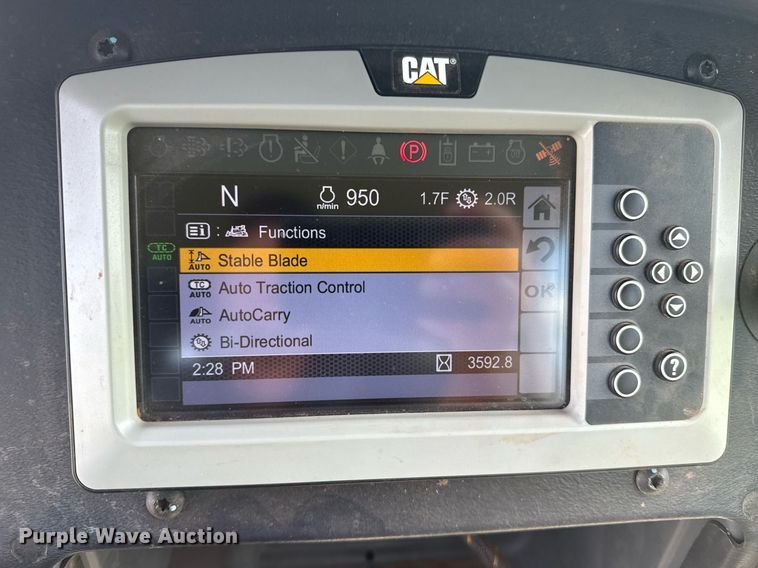 CAT®
P
N n/min 950 1.7F 2.0R
i : Functions
TC
AUTO
AUTO Stable Blade
TC AUTO Auto Traction Control
OK
AUTO AutoCarry
Bi-Directional
2:28 PM 3592.8
?
Purple Wave Auction